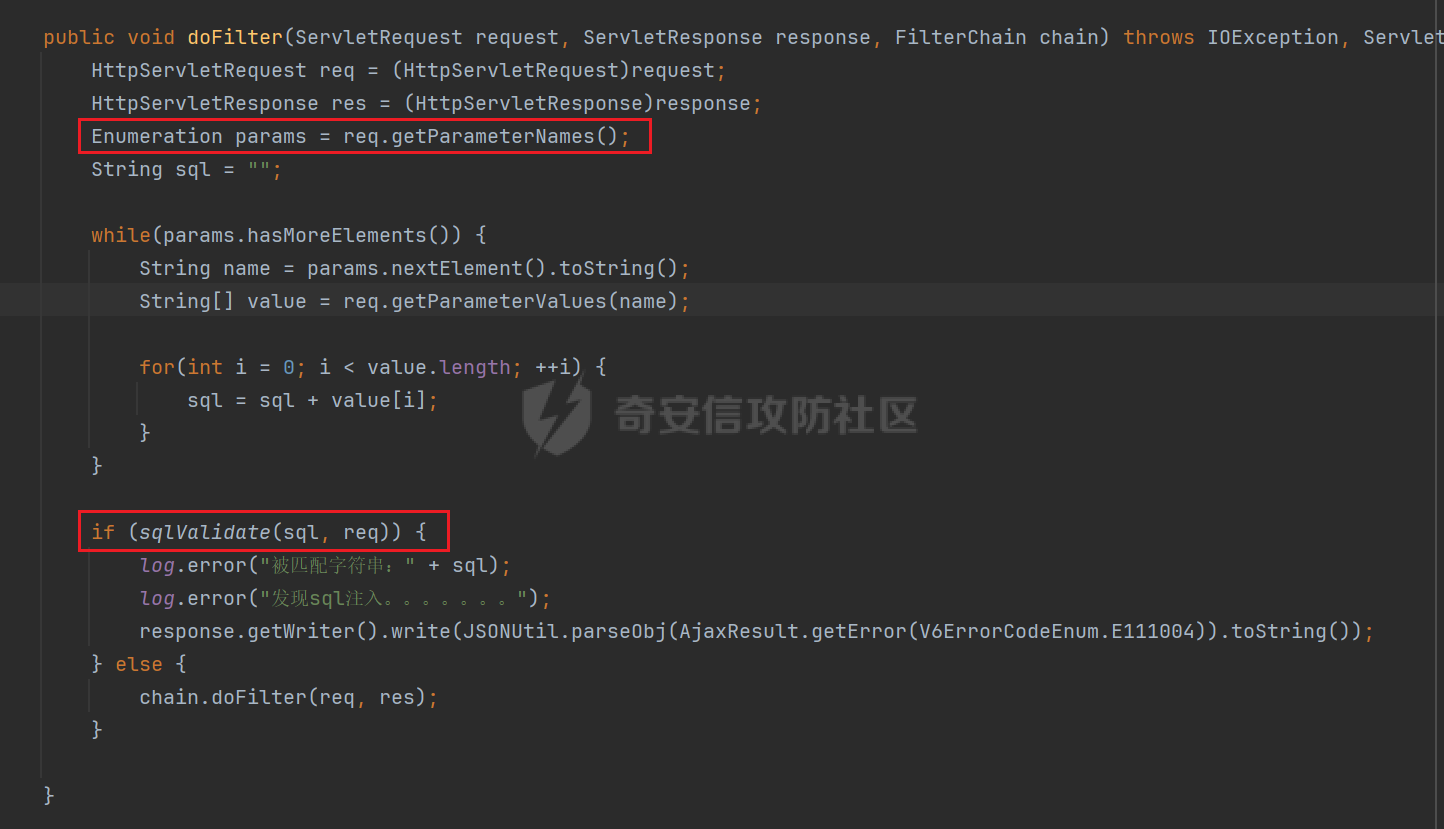 public void doFilter(ServletRequest request, ServletResponse response, FilterChain chain) throws IOException, Servlet
HttpServletRequest req = (HttpServletRequest)request;
HttpServletResponse res = (HttpServletResponse)response;
Enumeration params = req.getParameterNames();
String sql = "";
while(params.hasMoreElements()) {
String name = params.nextElement().toString();
String[] value = req.getParameterValues(name);
for(int i = 0; i < value.length; ++i) {
sql = sql + value[i];
}
奇安信攻防社区
}
if (sqlValidate(sql, req)) {
log.error("被匹配字符串：" + sql);
log.error("发现sql注入。。。。。。。");
response.getWriter().write(JSONUtil.parseObj(AjaxResult.getError(V6ErrorCodeEnum.E111004)).toString());
} else {
chain.doFilter(req, res);
}
}